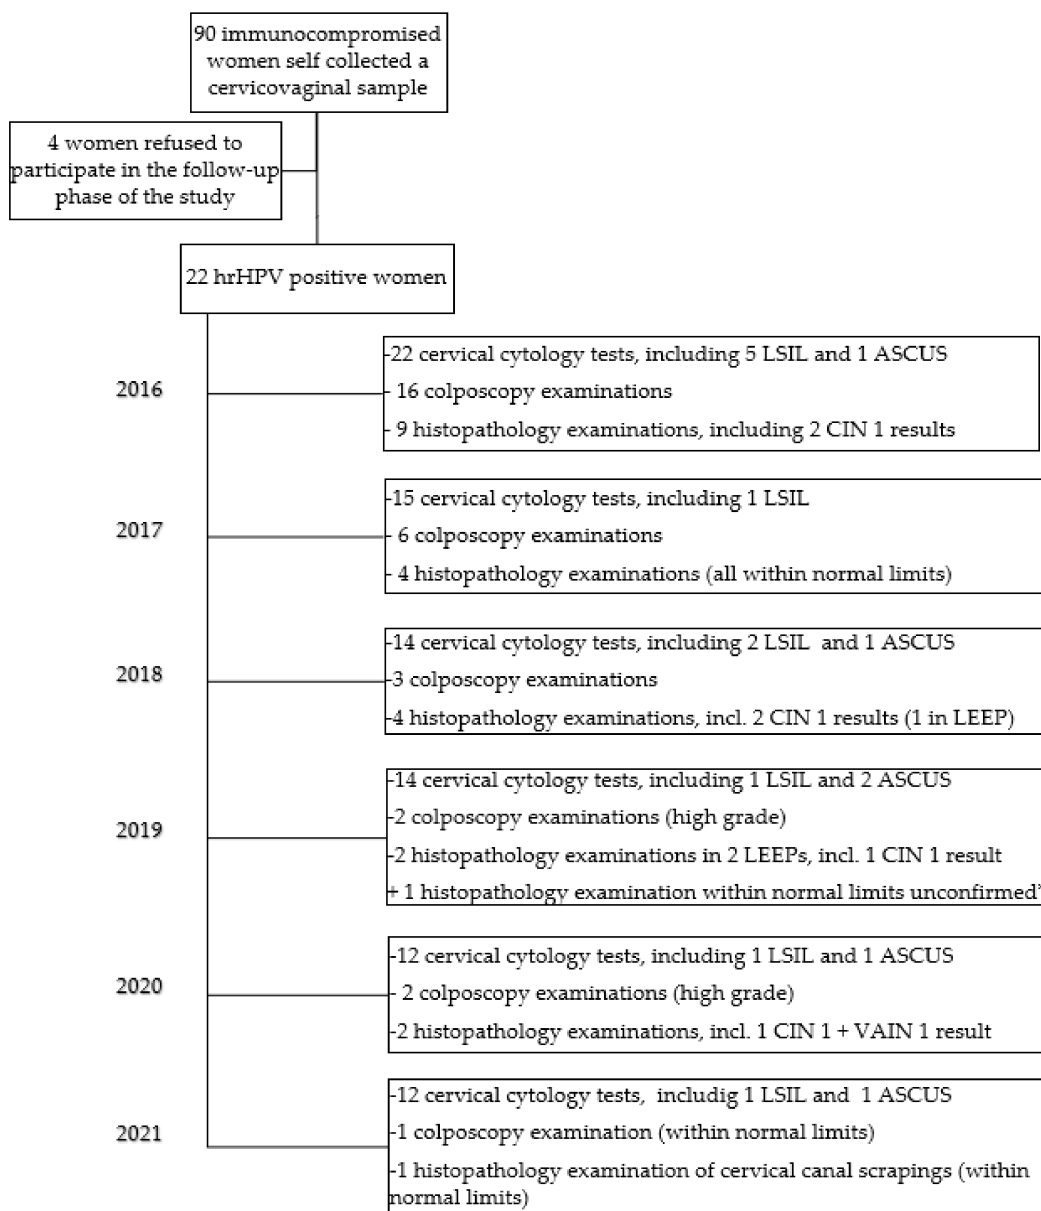 90 immunocompromised
women self collected a
cervicovaginal sample
4 women refused to
participate in the follow-up
phase of the study
22 hrHPV positive women
2016
-22 cervical cytology tests, including 5 LSIL and 1 ASCUS
- 16 colposcopy examinations
- 9 histopathology examinations, including 2 CIN 1 results
2017
-15 cervical cytology tests, including 1 LSIL
- 6 colposcopy examinations
- 4 histopathology examinations (all within normal limits)
2018
-14 cervical cytology tests, including 2 LSIL and 1 ASCUS
-3 colposcopy examinations
-4 histopathology examinations, incl. 2 CIN 1 results (1 in LEEP)
2019
-14 cervical cytology tests, including 1 LSIL and 2 ASCUS
-2 colposcopy examinations (high grade)
-2 histopathology examinations in 2 LEEPs, incl. 1 CIN 1 result
+ 1 histopathology examination within normal limits unconfirmed*
2020
-12 cervical cytology tests, including 1 LSIL and 1 ASCUS
- 2 colposcopy examinations (high grade)
-2 histopathology examinations, incl. 1 CIN 1 + VAIN 1 result
2021
-12 cervical cytology tests, includig 1 LSIL and 1 ASCUS
-1 colposcopy examination (within normal limits)
-1 histopathology examination of cervical canal scrapings (within
normal limits)